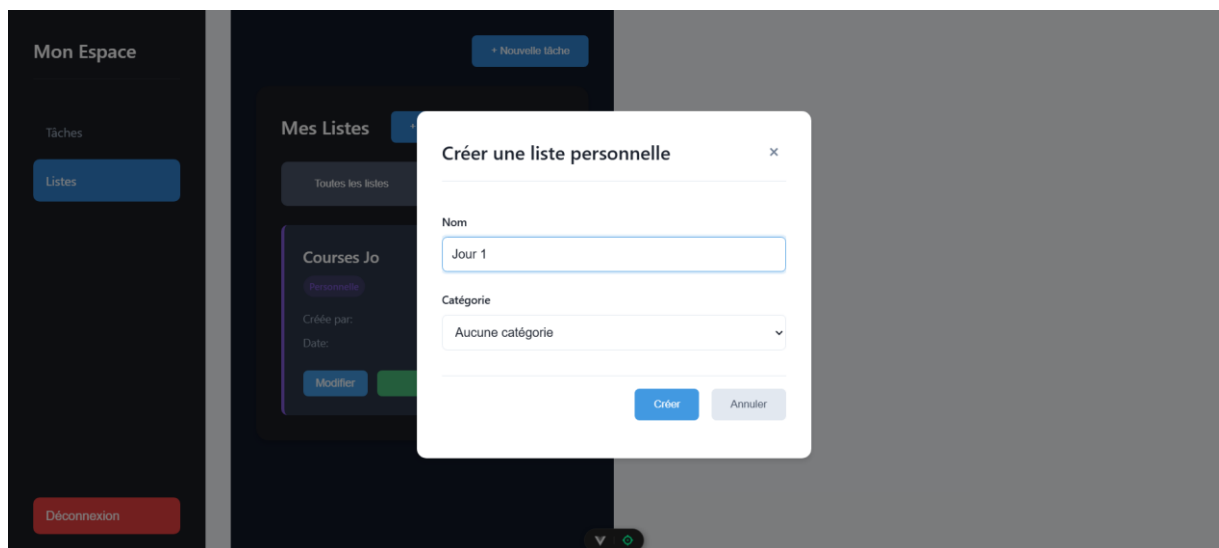 Mon Espace
+ Nouvelle tâche
Tâches
Listes
Mes Listes
+
Toutes les listes
Courses Jo
Personnelle
Créée par:
Date:
Modifier
Créer une liste personnelle
×
Nom
Jour 1
Catégorie
Aucune catégorie
Créer
Annuler
Déconnexion